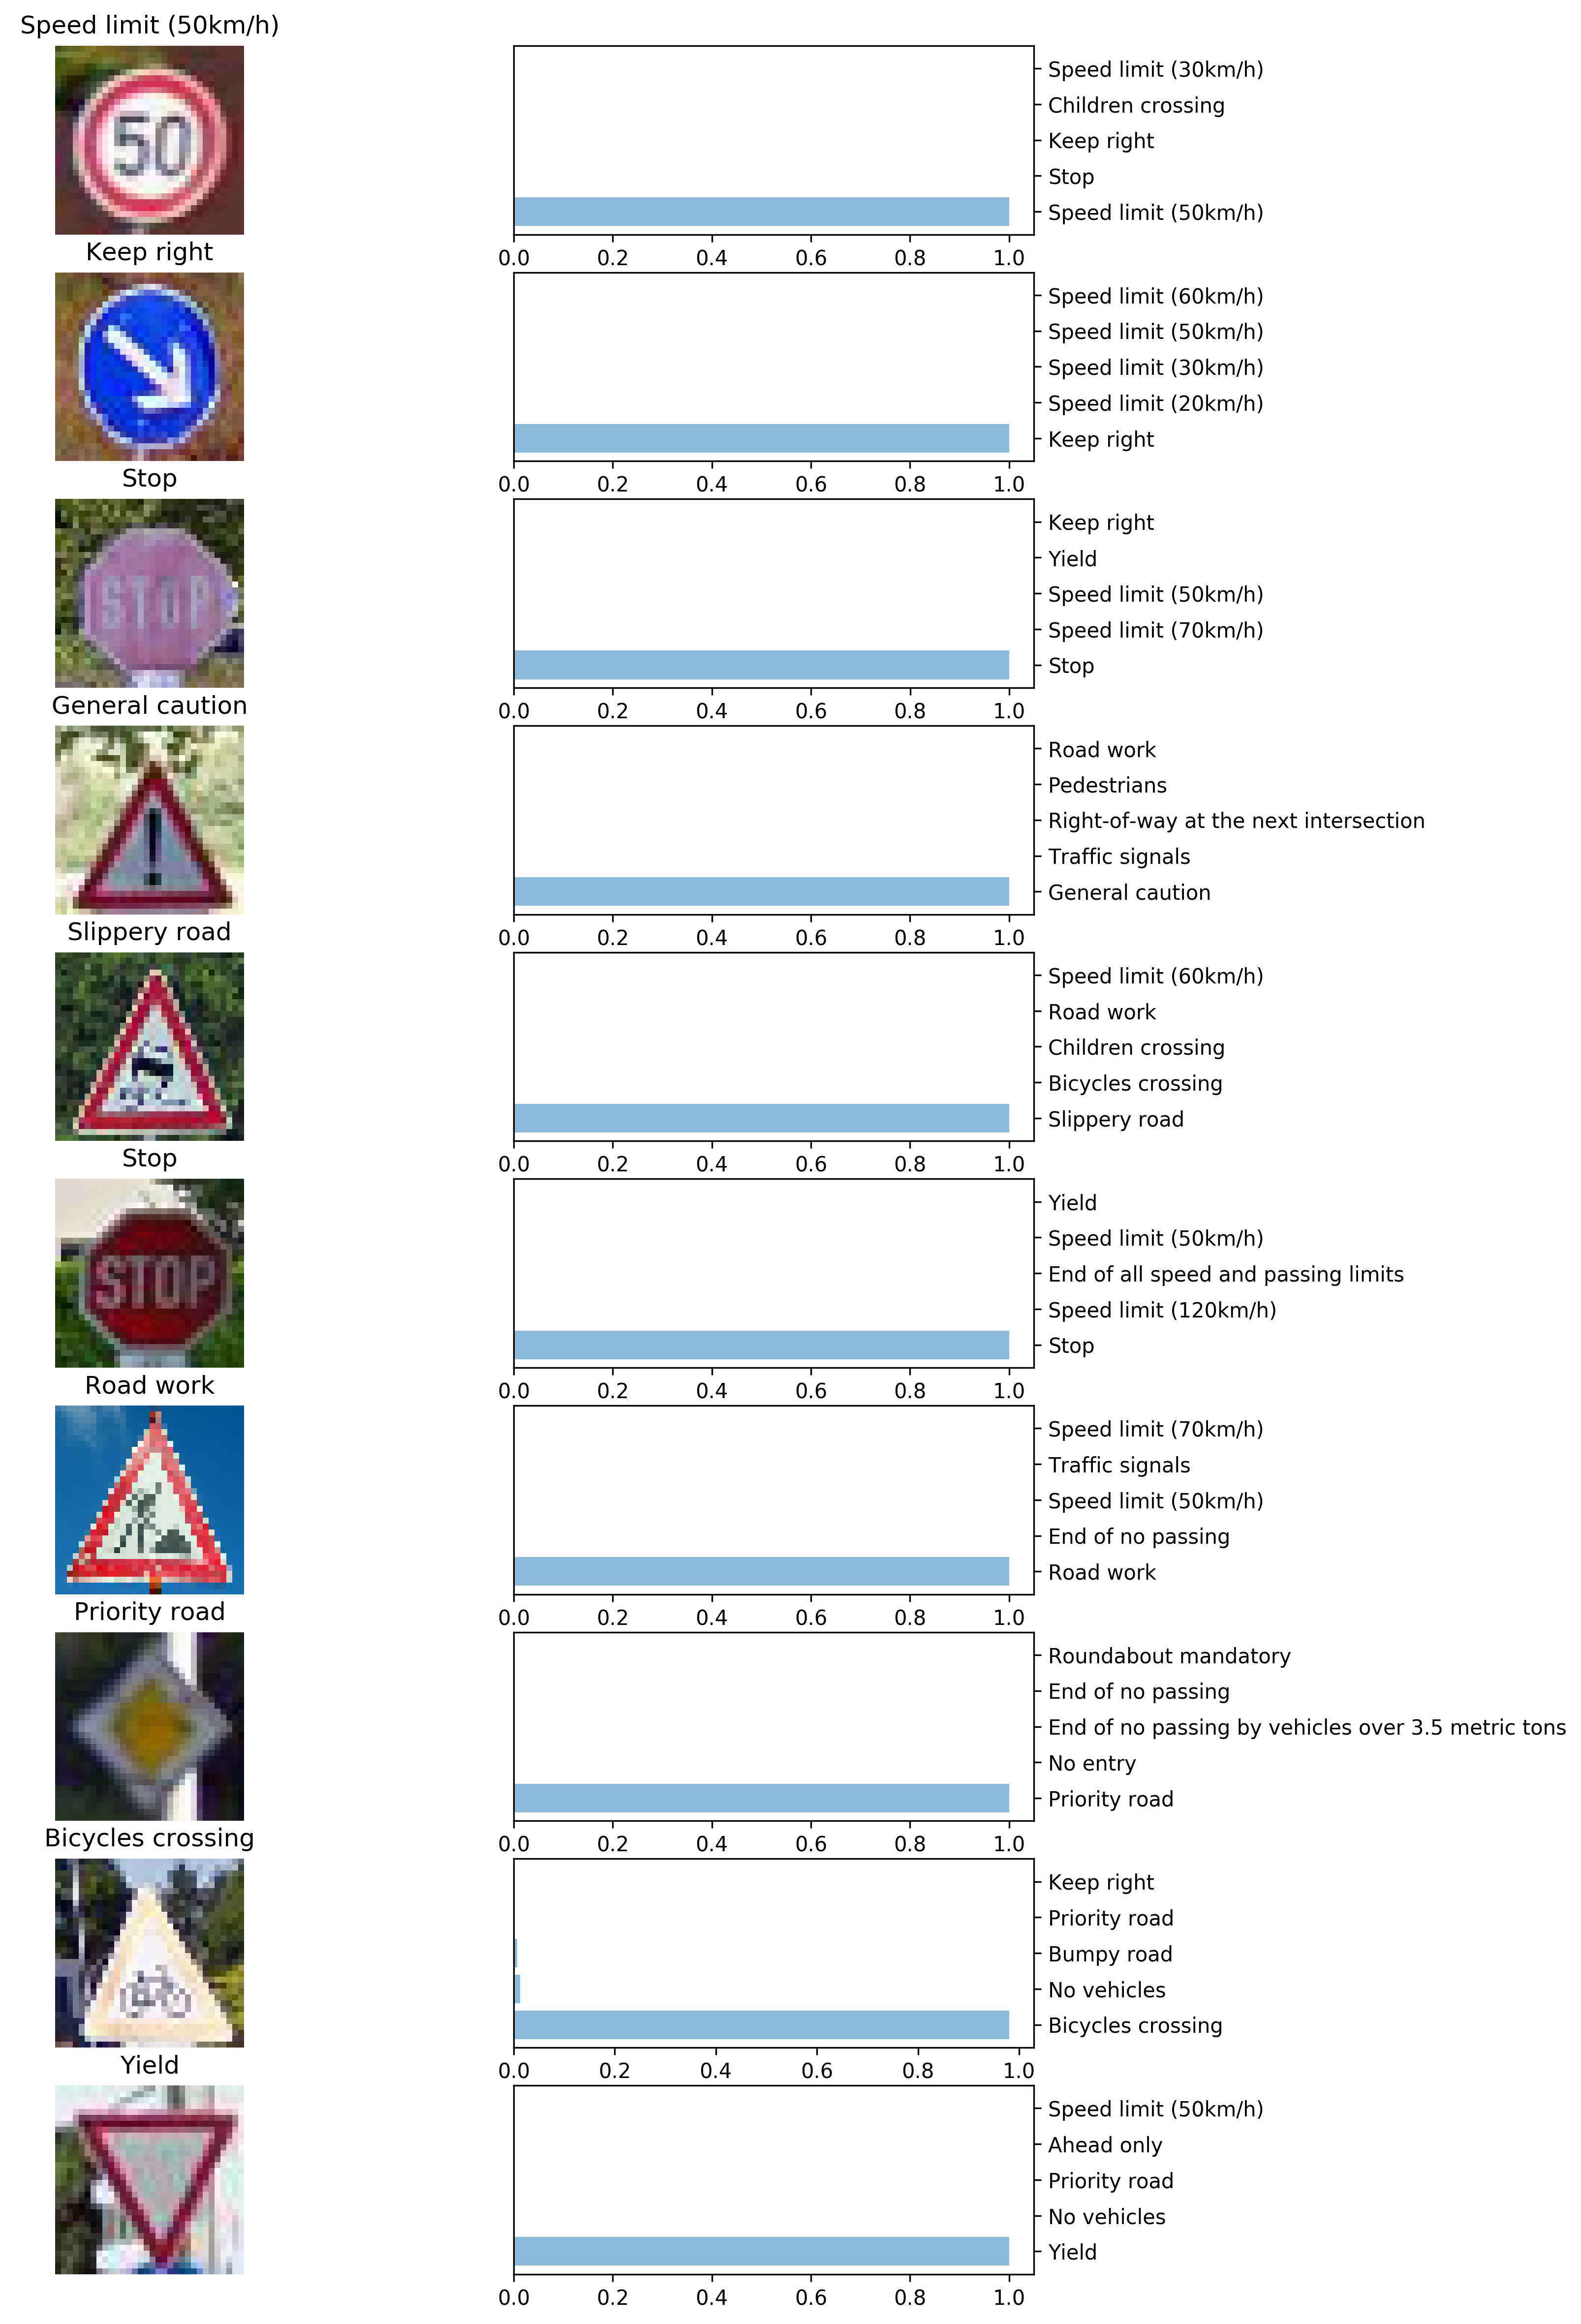 Speed limit (50km/h)
50
Speed limit (30km/h)
Children crossing
Keep right
Stop
Speed limit (50km/h)
0.0 0.2 0.4 0.6 0.8 1.0
Keep right
Speed limit (60km/h)
Speed limit (50km/h)
Speed limit (30km/h)
Speed limit (20km/h)
Keep right
0.0 0.2 0.4 0.6 0.8 1.0
Stop
STOP
Keep right
Yield
Speed limit (50km/h)
Speed limit (70km/h)
Stop
0.0 0.2 0.4 0.6 0.8 1.0
General caution
!
Road work
Pedestrians
Right-of-way at the next intersection
Traffic signals
General caution
0.0 0.2 0.4 0.6 0.8 1.0
Slippery road
Speed limit (60km/h)
Road work
Children crossing
Bicycles crossing
Slippery road
0.0 0.2 0.4 0.6 0.8 1.0
Stop
STOP
Yield
Speed limit (50km/h)
End of all speed and passing limits
Speed limit (120km/h)
Stop
0.0 0.2 0.4 0.6 0.8 1.0
Road work
Speed limit (70km/h)
Traffic signals
Speed limit (50km/h)
End of no passing
Road work
0.0 0.2 0.4 0.6 0.8 1.0
Priority road
Roundabout mandatory
End of no passing
End of no passing by vehicles over 3.5 metric tons
No entry
Priority road
0.0 0.2 0.4 0.6 0.8 1.0
Bicycles crossing
Keep right
Priority road
Bumpy road
No vehicles
Bicycles crossing
0.0 0.2 0.4 0.6 0.8 1.0
Yield
Speed limit (50km/h)
Ahead only
Priority road
No vehicles
Yield
0.0 0.2 0.4 0.6 0.8 1.0